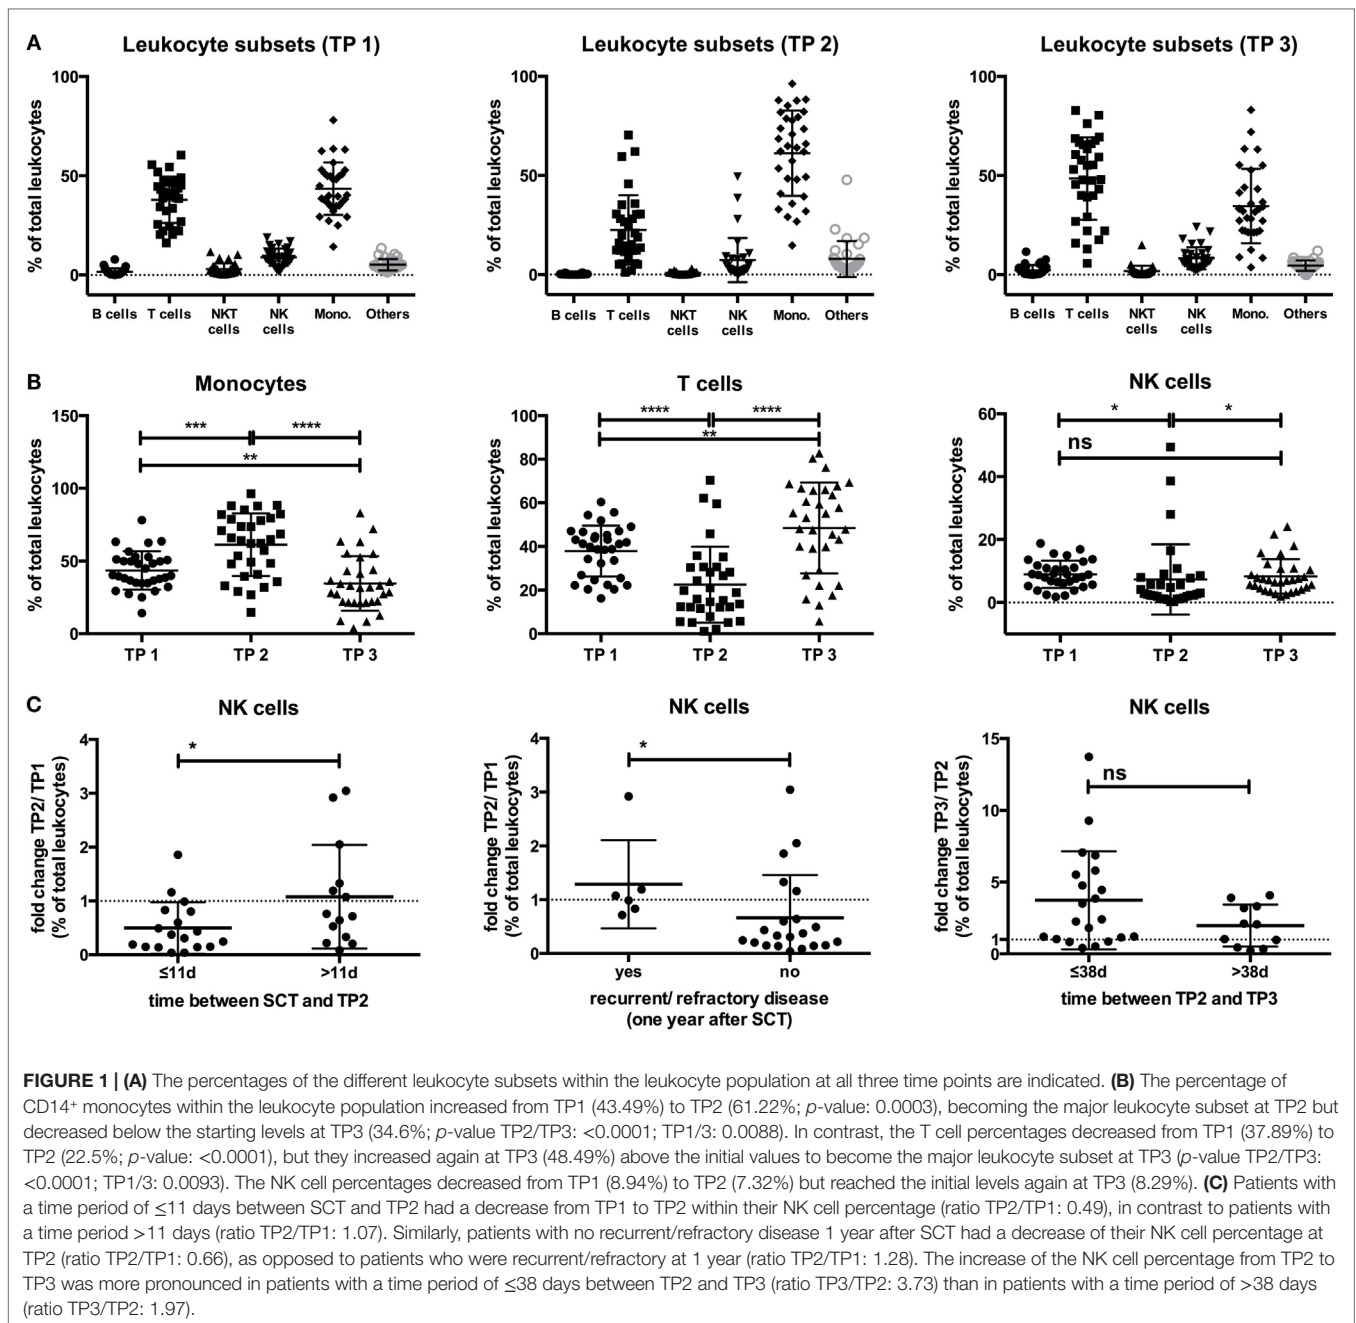 A
Leukocyte subsets (TP 1)
% of total leukocytes
100
50
0
B cells T cells NKT cells NK cells Mono. Others
Leukocyte subsets (TP 2)
% of total leukocytes
100
50
0
B cells T cells NKT cells NK cells Mono. Others
Leukocyte subsets (TP 3)
% of total leukocytes
100
50
0
B cells T cells NKT cells NK cells Mono. Others
B
Monocytes
% of total leukocytes
150
100
50
0
*** ****
**
TP 1 TP 2 TP 3
T cells
% of total leukocytes
100
80
60
40
20
0
**** ****
**
TP 1 TP 2 TP 3
NK cells
% of total leukocytes
60
40
20
0
* *
ns
TP 1 TP 2 TP 3
C
NK cells
fold change TP2/ TP1
(% of total leukocytes)
4
3
2
1
0
*
≤11d >11d
time between SCT and TP2
NK cells
fold change TP2/ TP1
(% of total leukocytes)
4
3
2
1
0
*
yes no
recurrent/ refractory disease
(one year after SCT)
NK cells
fold change TP3/ TP2
(% of total leukocytes)
15
10
5
1
0
ns
≤38d >38d
time between TP2 and TP3
FIGURE 1 | (A) The percentages of the different leukocyte subsets within the leukocyte population at all three time points are indicated. (B) The percentage of
CD14⁺ monocytes within the leukocyte population increased from TP1 (43.49%) to TP2 (61.22%; p-value: 0.0003), becoming the major leukocyte subset at TP2 but
decreased below the starting levels at TP3 (34.6%; p-value TP2/TP3: <0.0001; TP1/3: 0.0088). In contrast, the T cell percentages decreased from TP1 (37.89%) to
TP2 (22.5%; p-value: <0.0001), but they increased again at TP3 (48.49%) above the initial values to become the major leukocyte subset at TP3 (p-value TP2/TP3:
<0.0001; TP1/3: 0.0093). The NK cell percentages decreased from TP1 (8.94%) to TP2 (7.32%) but reached the initial levels again at TP3 (8.29%). (C) Patients with
a time period of ≤11 days between SCT and TP2 had a decrease from TP1 to TP2 within their NK cell percentage (ratio TP2/TP1: 0.49), in contrast to patients with
a time period >11 days (ratio TP2/TP1: 1.07). Similarly, patients with no recurrent/refractory disease 1 year after SCT had a decrease of their NK cell percentage at
TP2 (ratio TP2/TP1: 0.66), as opposed to patients who were recurrent/refractory at 1 year (ratio TP2/TP1: 1.28). The increase of the NK cell percentage from TP2 to
TP3 was more pronounced in patients with a time period of ≤38 days between TP2 and TP3 (ratio TP3/TP2: 3.73) than in patients with a time period of >38 days
(ratio TP3/TP2: 1.97).